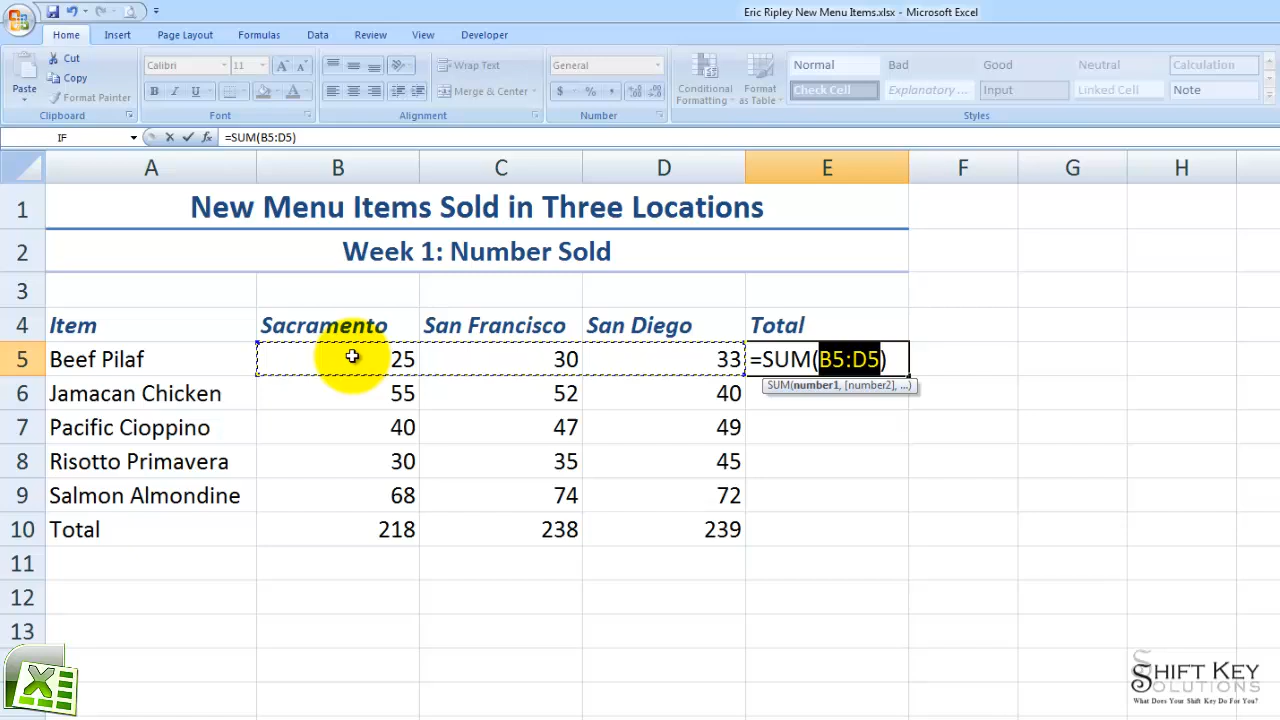 Eric Ripley New Menu Items.xlsx - Microsoft Excel
Home Insert Page Layout Formulas Data Review View Developer
Paste
Cut
Copy
Format Painter
Clipboard
Calibri 11
B I U A
Font
Wrap Text
Merge & Center
Alignment
General
$ % ,
Number
Conditional Formatting
Format as Table
Normal Bad Good Neutral Calculation
Check Cell Explanatory ... Input Linked Cell Note
Styles
IF fx =SUM(B5:D5)
A B C D E F G H
1 New Menu Items Sold in Three Locations
2 Week 1: Number Sold
3
4 Item Sacramento San Francisco San Diego Total
5 Beef Pilaf 25 30 33 =SUM(B5:D5)
SUM(number1, [number2], ...)
6 Jamacan Chicken 55 52 40
7 Pacific Cioppino 40 47 49
8 Risotto Primavera 30 35 45
9 Salmon Almondine 68 74 72
10 Total 218 238 239
11
12
13
SHIFT KEY
SOLUTIONS
What Does Your Shift Key Do For You?